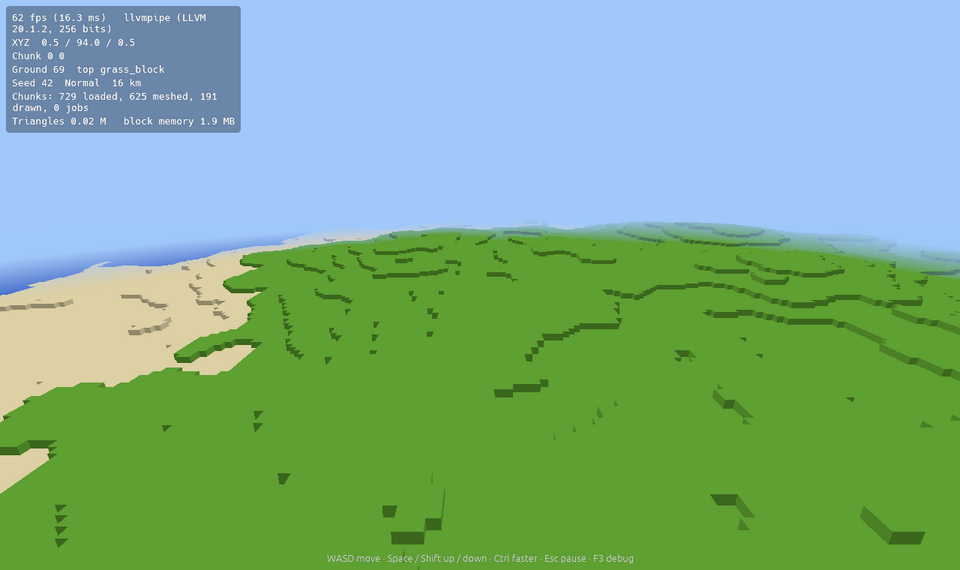 62 fps (16.3 ms)   llvmpipe (LLVM
20.1.2, 256 bits)
XYZ  0.5 / 94.0 / 0.5
Chunk 0 0
Ground 69  top grass_block
Seed 42  Normal  16 km
Chunks: 729 loaded, 625 meshed, 191
drawn, 0 jobs
Triangles 0.02 M   block memory 1.9 MB
WASD move · Space / Shift up / down · Ctrl faster · Esc pause · F3 debug